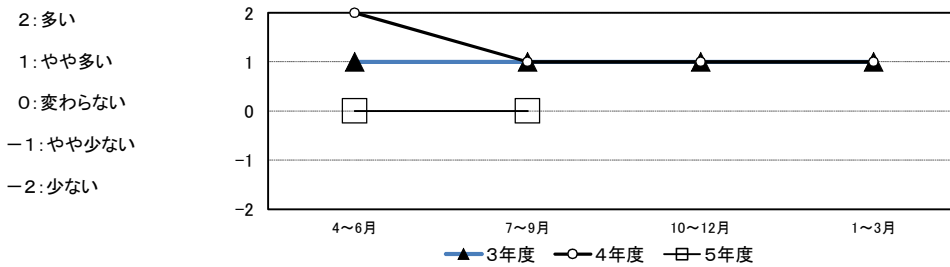 ２：多い
１：やや多い
０：変わらない
－１：やや少ない
－２：少ない
2
1
0
−1
−2
4～6月 7～9月 10～12月 1～3月
３年度 ４年度 ５年度